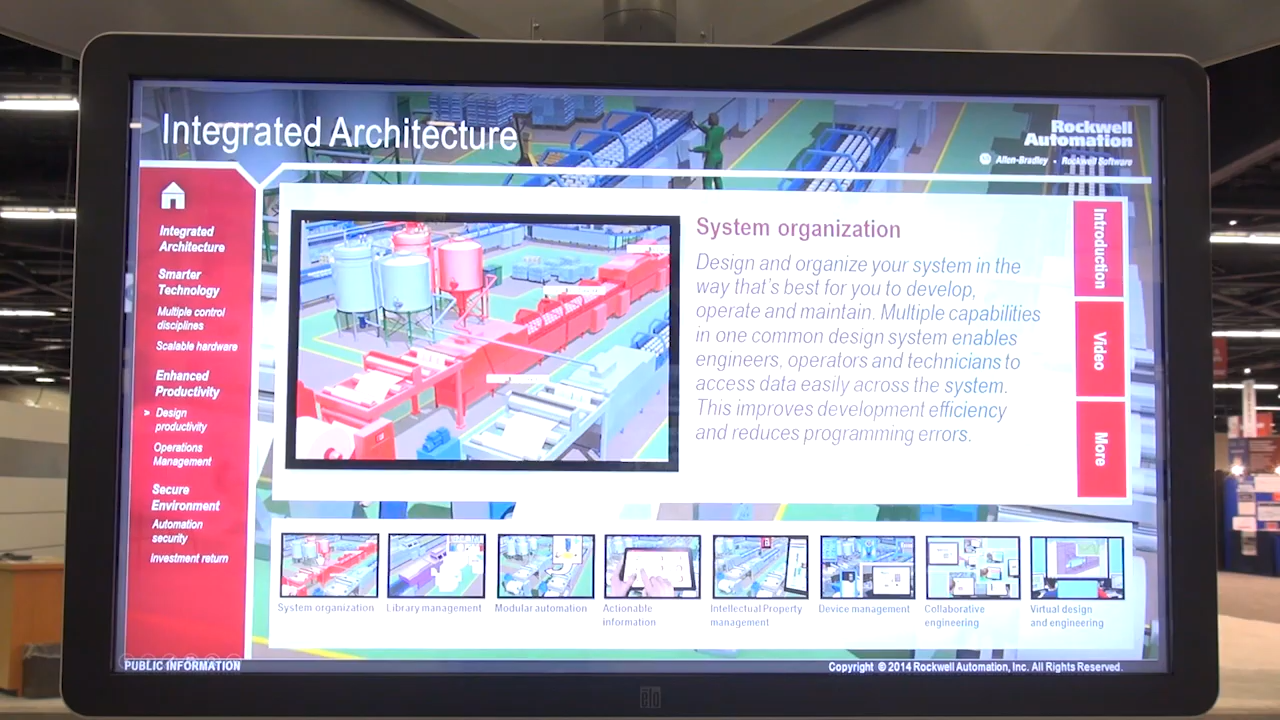 Integrated Architecture
Rockwell
Automation
Allen-Bradley • Rockwell Software
Integrated
Architecture
Smarter
Technology
Multiple control
disciplines
Scalable hardware
Enhanced
Productivity
> Design
productivity
Operations
Management
Secure
Environment
Automation
security
Investment return
System organization
Design and organize your system in the
way that's best for you to develop,
operate and maintain. Multiple capabilities
in one common design system enables
engineers, operators and technicians to
access data easily across the system.
This improves development efficiency
and reduces programming errors.
Introduction
Video
More
System organization
Library management
Modular automation
Actionable
information
Intellectual Property
management
Device management
Collaborative
engineering
Virtual design
and engineering
PUBLIC INFORMATION
Copyright © 2014 Rockwell Automation, Inc. All Rights Reserved.
elo